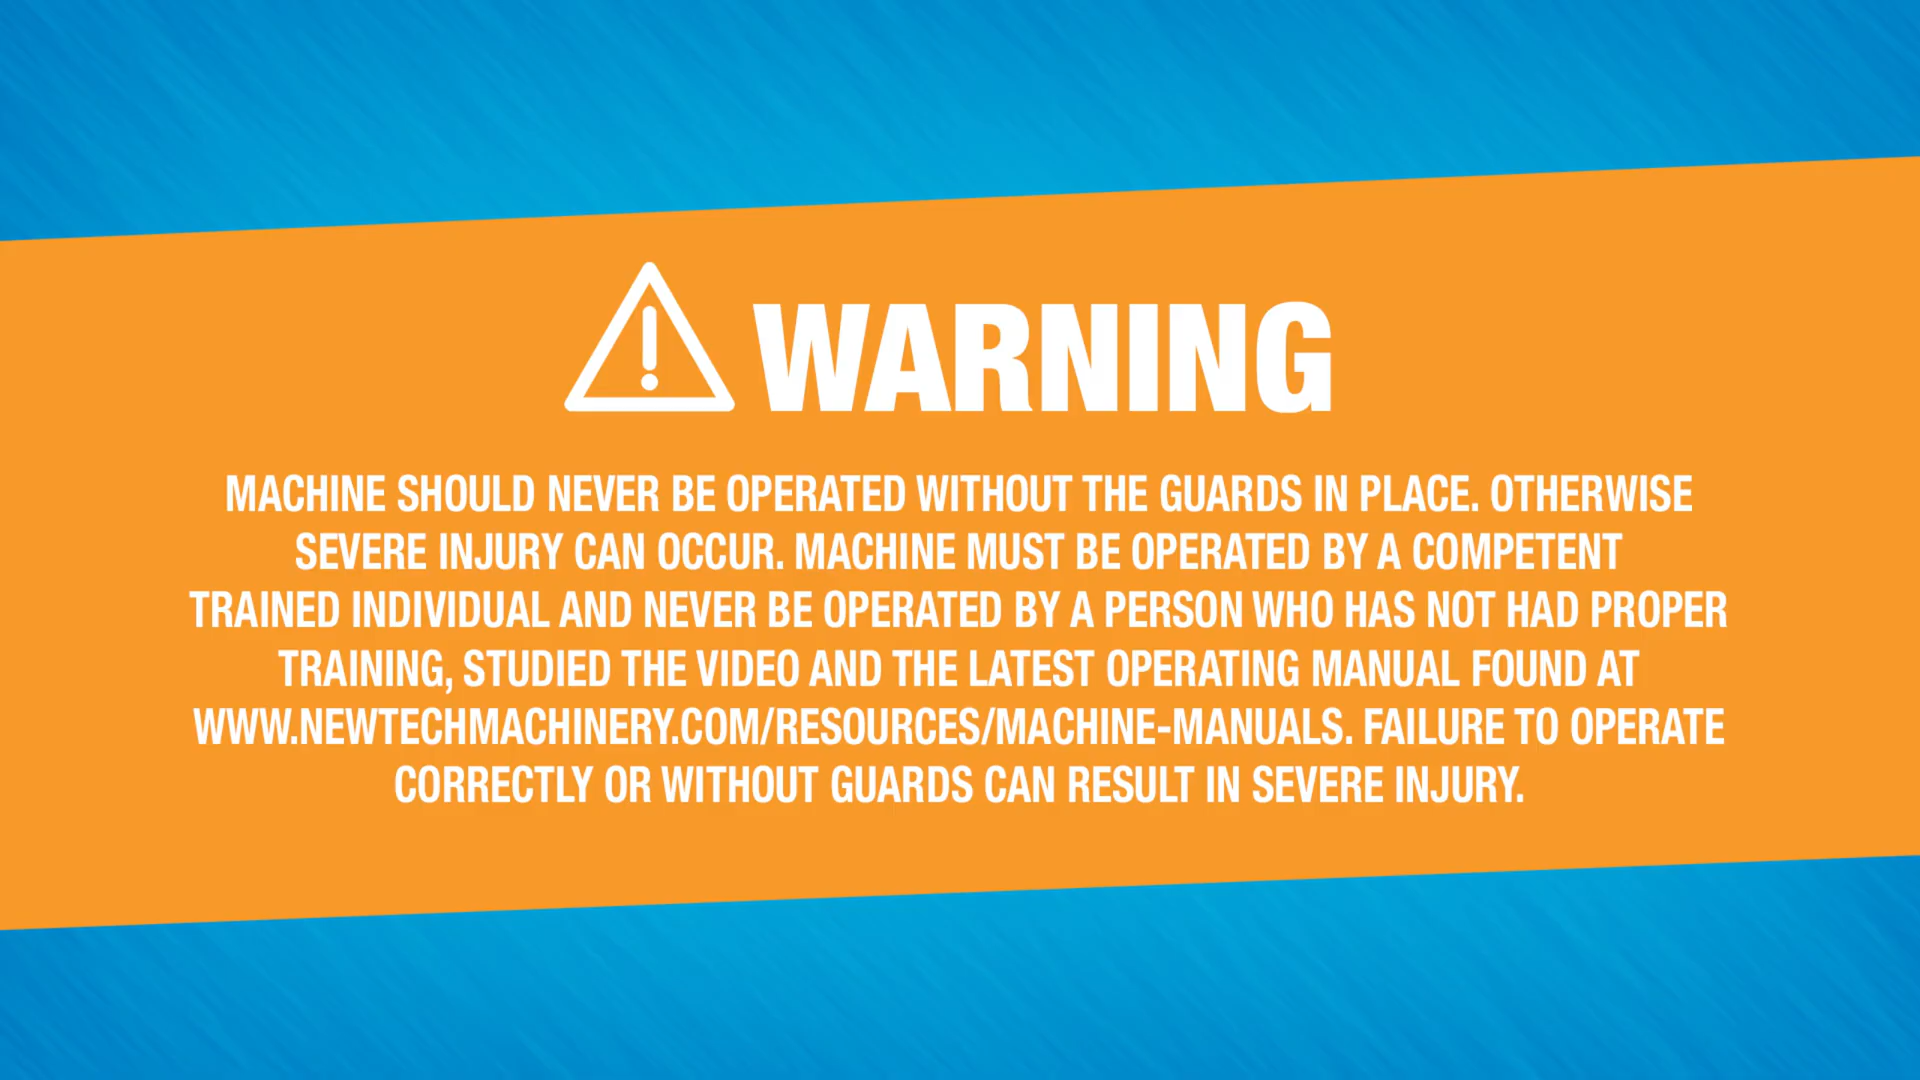 WARNING
MACHINE SHOULD NEVER BE OPERATED WITHOUT THE GUARDS IN PLACE. OTHERWISE
SEVERE INJURY CAN OCCUR. MACHINE MUST BE OPERATED BY A COMPETENT
TRAINED INDIVIDUAL AND NEVER BE OPERATED BY A PERSON WHO HAS NOT HAD PROPER
TRAINING, STUDIED THE VIDEO AND THE LATEST OPERATING MANUAL FOUND AT
WWW.NEWTECHMACHINERY.COM/RESOURCES/MACHINE-MANUALS. FAILURE TO OPERATE
CORRECTLY OR WITHOUT GUARDS CAN RESULT IN SEVERE INJURY.